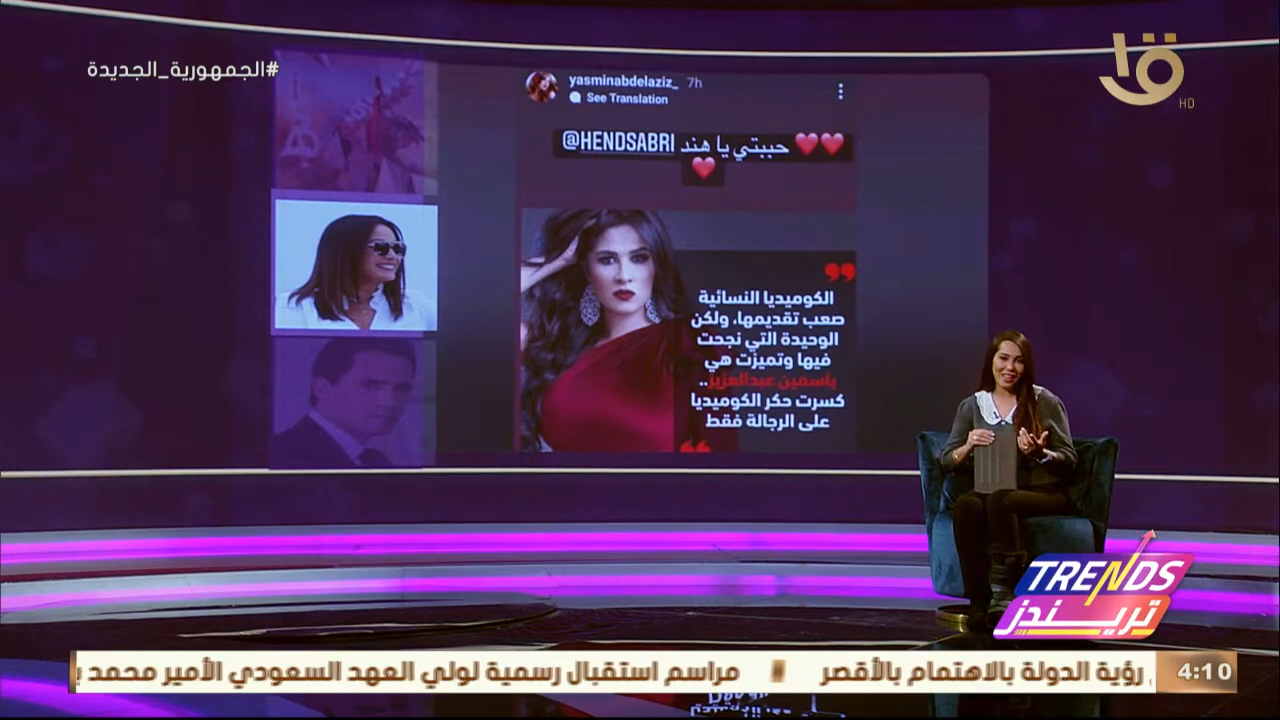 #الجمهورية_الجديدة
HD
yasminabdelaziz_ 7h
See Translation
@HENDSABRI حبيبتي يا هند
الكوميديا النسائية
صعب تقديمها، ولكن
الوحيدة التي نجحت
فيها وتميزت هي
ياسمين عبدالعزيز..
كسرت حكر الكوميديا
على الرجالة فقط
TRENDS
تريندز
رؤية الدولة بالاهتمام بالأقصر
مراسم استقبال رسمية لولي العهد السعودي الأمير محمد
4:10